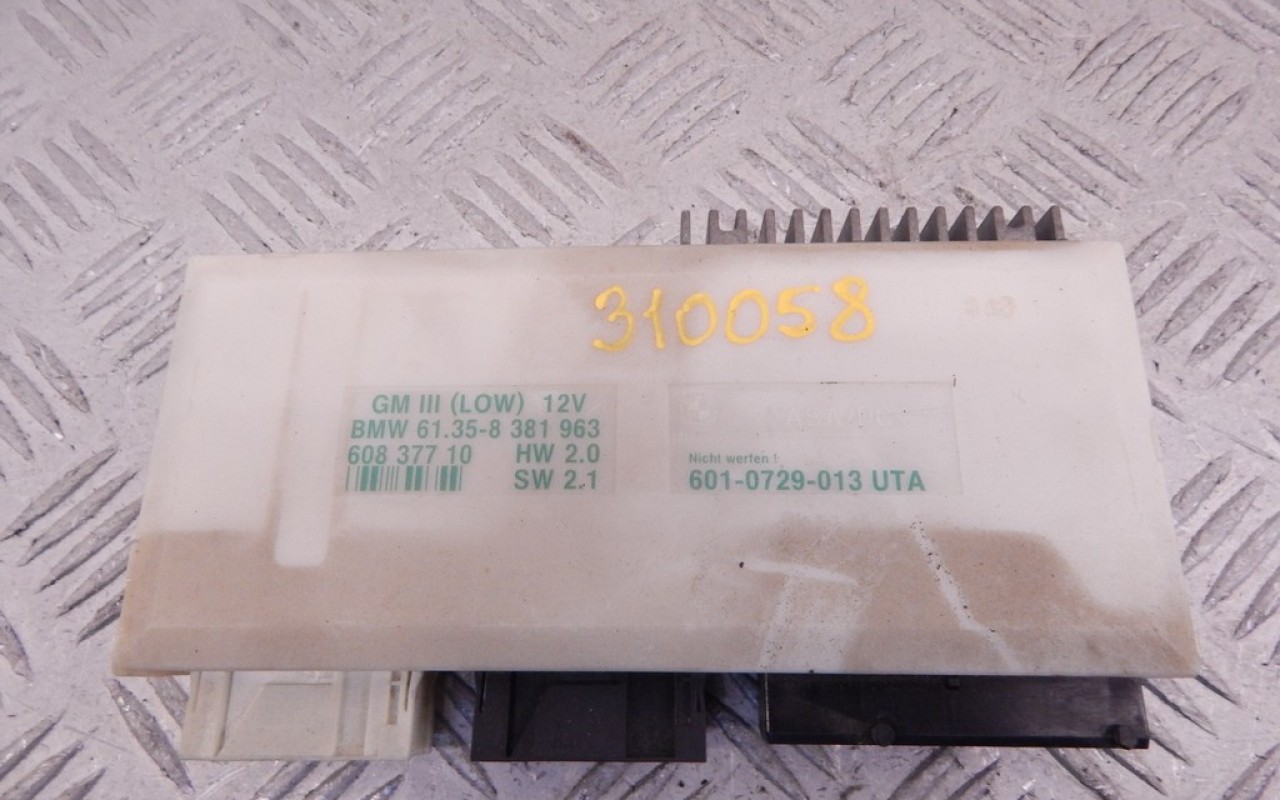 310058
GM III (LOW) 12V
BMW 61.35-8 381 963
608 377 10 HW 2.0
SW 2.1
Nicht werfen !
601-0729-013 UTA